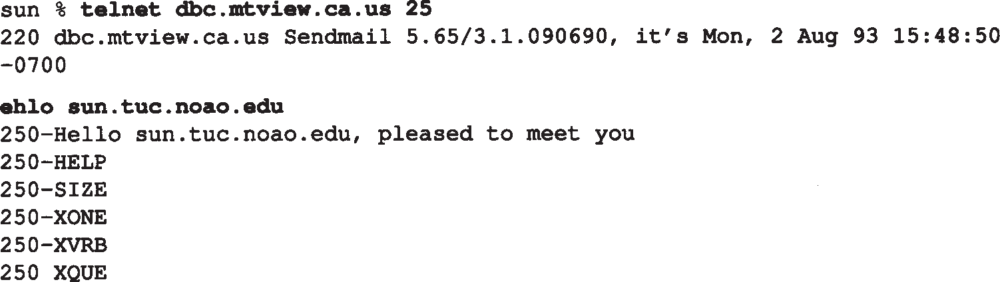 sun % telnet dbc.mtview.ca.us 25
220 dbc.mtview.ca.us Sendmail 5.65/3.1.090690, it's Mon, 2 Aug 93 15:48:50
-0700
ehlo sun.tuc.noao.edu
250-Hello sun.tuc.noao.edu, pleased to meet you
250-HELP
250-SIZE
250-XONE
250-XVRB
250 XQUE